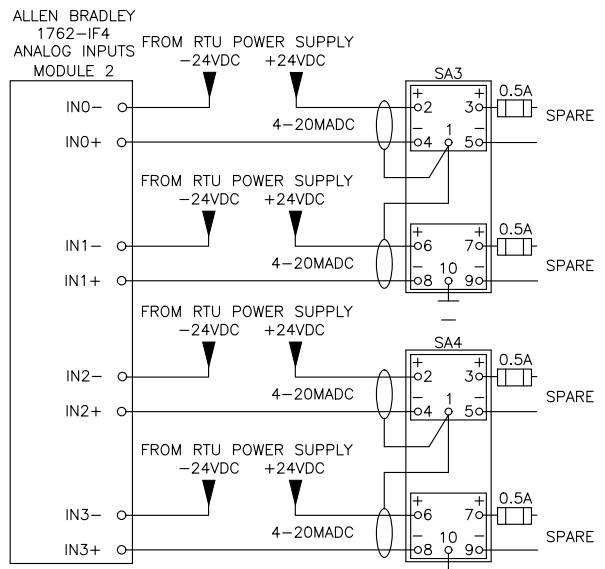 ALLEN BRADLEY
1762-IF4
ANALOG INPUTS
MODULE 2
FROM RTU POWER SUPPLY
-24VDC +24VDC
SA3
IN0-
+ +
2 3 0.5A
SPARE
4-20MADC
- 1 -
IN0+
4 5
FROM RTU POWER SUPPLY
-24VDC +24VDC
IN1-
+ +
6 7 0.5A
SPARE
4-20MADC
- 10 -
IN1+
8 9
FROM RTU POWER SUPPLY
-24VDC +24VDC
SA4
IN2-
+ +
2 3 0.5A
SPARE
4-20MADC
- 1 -
IN2+
4 5
FROM RTU POWER SUPPLY
-24VDC +24VDC
IN3-
+ +
6 7 0.5A
SPARE
4-20MADC
- 10 -
IN3+
8 9